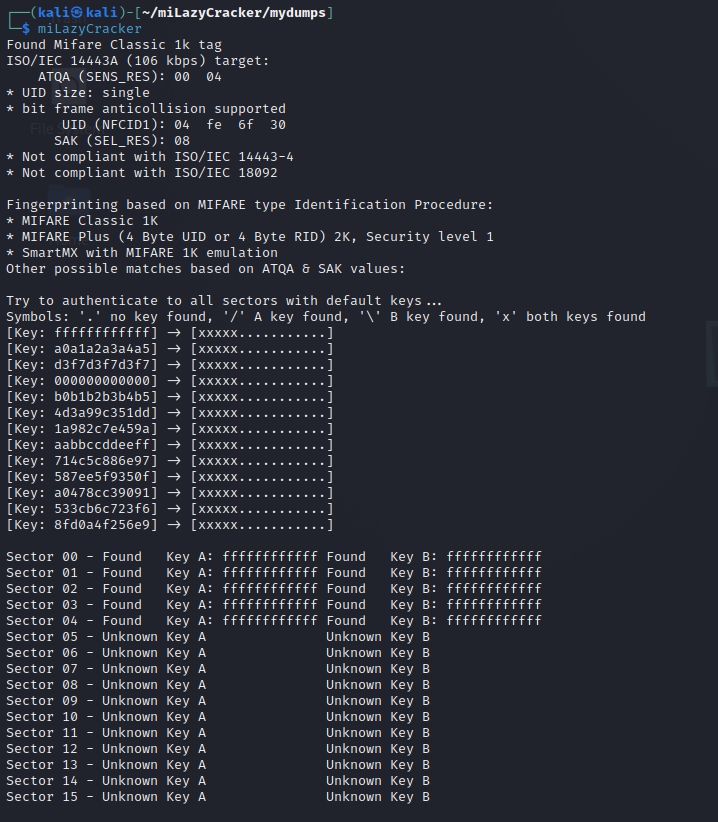 ┌──(kali㉿kali)-[~/miLazyCracker/mydumps]
└─$ miLazyCracker
Found Mifare Classic 1k tag
ISO/IEC 14443A (106 kbps) target:
    ATQA (SENS_RES): 00  04
* UID size: single
* bit frame anticollision supported
       UID (NFCID1): 04  fe  6f  30
      SAK (SEL_RES): 08
* Not compliant with ISO/IEC 14443-4
* Not compliant with ISO/IEC 18092

Fingerprinting based on MIFARE type Identification Procedure:
* MIFARE Classic 1K
* MIFARE Plus (4 Byte UID or 4 Byte RID) 2K, Security level 1
* SmartMX with MIFARE 1K emulation
Other possible matches based on ATQA & SAK values:

Try to authenticate to all sectors with default keys...
Symbols: '.' no key found, '/' A key found, '\' B key found, 'x' both keys found
[Key: ffffffffffff] -> [xxxxx...........]
[Key: a0a1a2a3a4a5] -> [xxxxx...........]
[Key: d3f7d3f7d3f7] -> [xxxxx...........]
[Key: 000000000000] -> [xxxxx...........]
[Key: b0b1b2b3b4b5] -> [xxxxx...........]
[Key: 4d3a99c351dd] -> [xxxxx...........]
[Key: 1a982c7e459a] -> [xxxxx...........]
[Key: aabbccddeeff] -> [xxxxx...........]
[Key: 714c5c886e97] -> [xxxxx...........]
[Key: 587ee5f9350f] -> [xxxxx...........]
[Key: a0478cc39091] -> [xxxxx...........]
[Key: 533cb6c723f6] -> [xxxxx...........]
[Key: 8fd0a4f256e9] -> [xxxxx...........]

Sector 00 - Found   Key A: ffffffffffff Found   Key B: ffffffffffff
Sector 01 - Found   Key A: ffffffffffff Found   Key B: ffffffffffff
Sector 02 - Found   Key A: ffffffffffff Found   Key B: ffffffffffff
Sector 03 - Found   Key A: ffffffffffff Found   Key B: ffffffffffff
Sector 04 - Found   Key A: ffffffffffff Found   Key B: ffffffffffff
Sector 05 - Unknown Key A               Unknown Key B
Sector 06 - Unknown Key A               Unknown Key B
Sector 07 - Unknown Key A               Unknown Key B
Sector 08 - Unknown Key A               Unknown Key B
Sector 09 - Unknown Key A               Unknown Key B
Sector 10 - Unknown Key A               Unknown Key B
Sector 11 - Unknown Key A               Unknown Key B
Sector 12 - Unknown Key A               Unknown Key B
Sector 13 - Unknown Key A               Unknown Key B
Sector 14 - Unknown Key A               Unknown Key B
Sector 15 - Unknown Key A               Unknown Key B